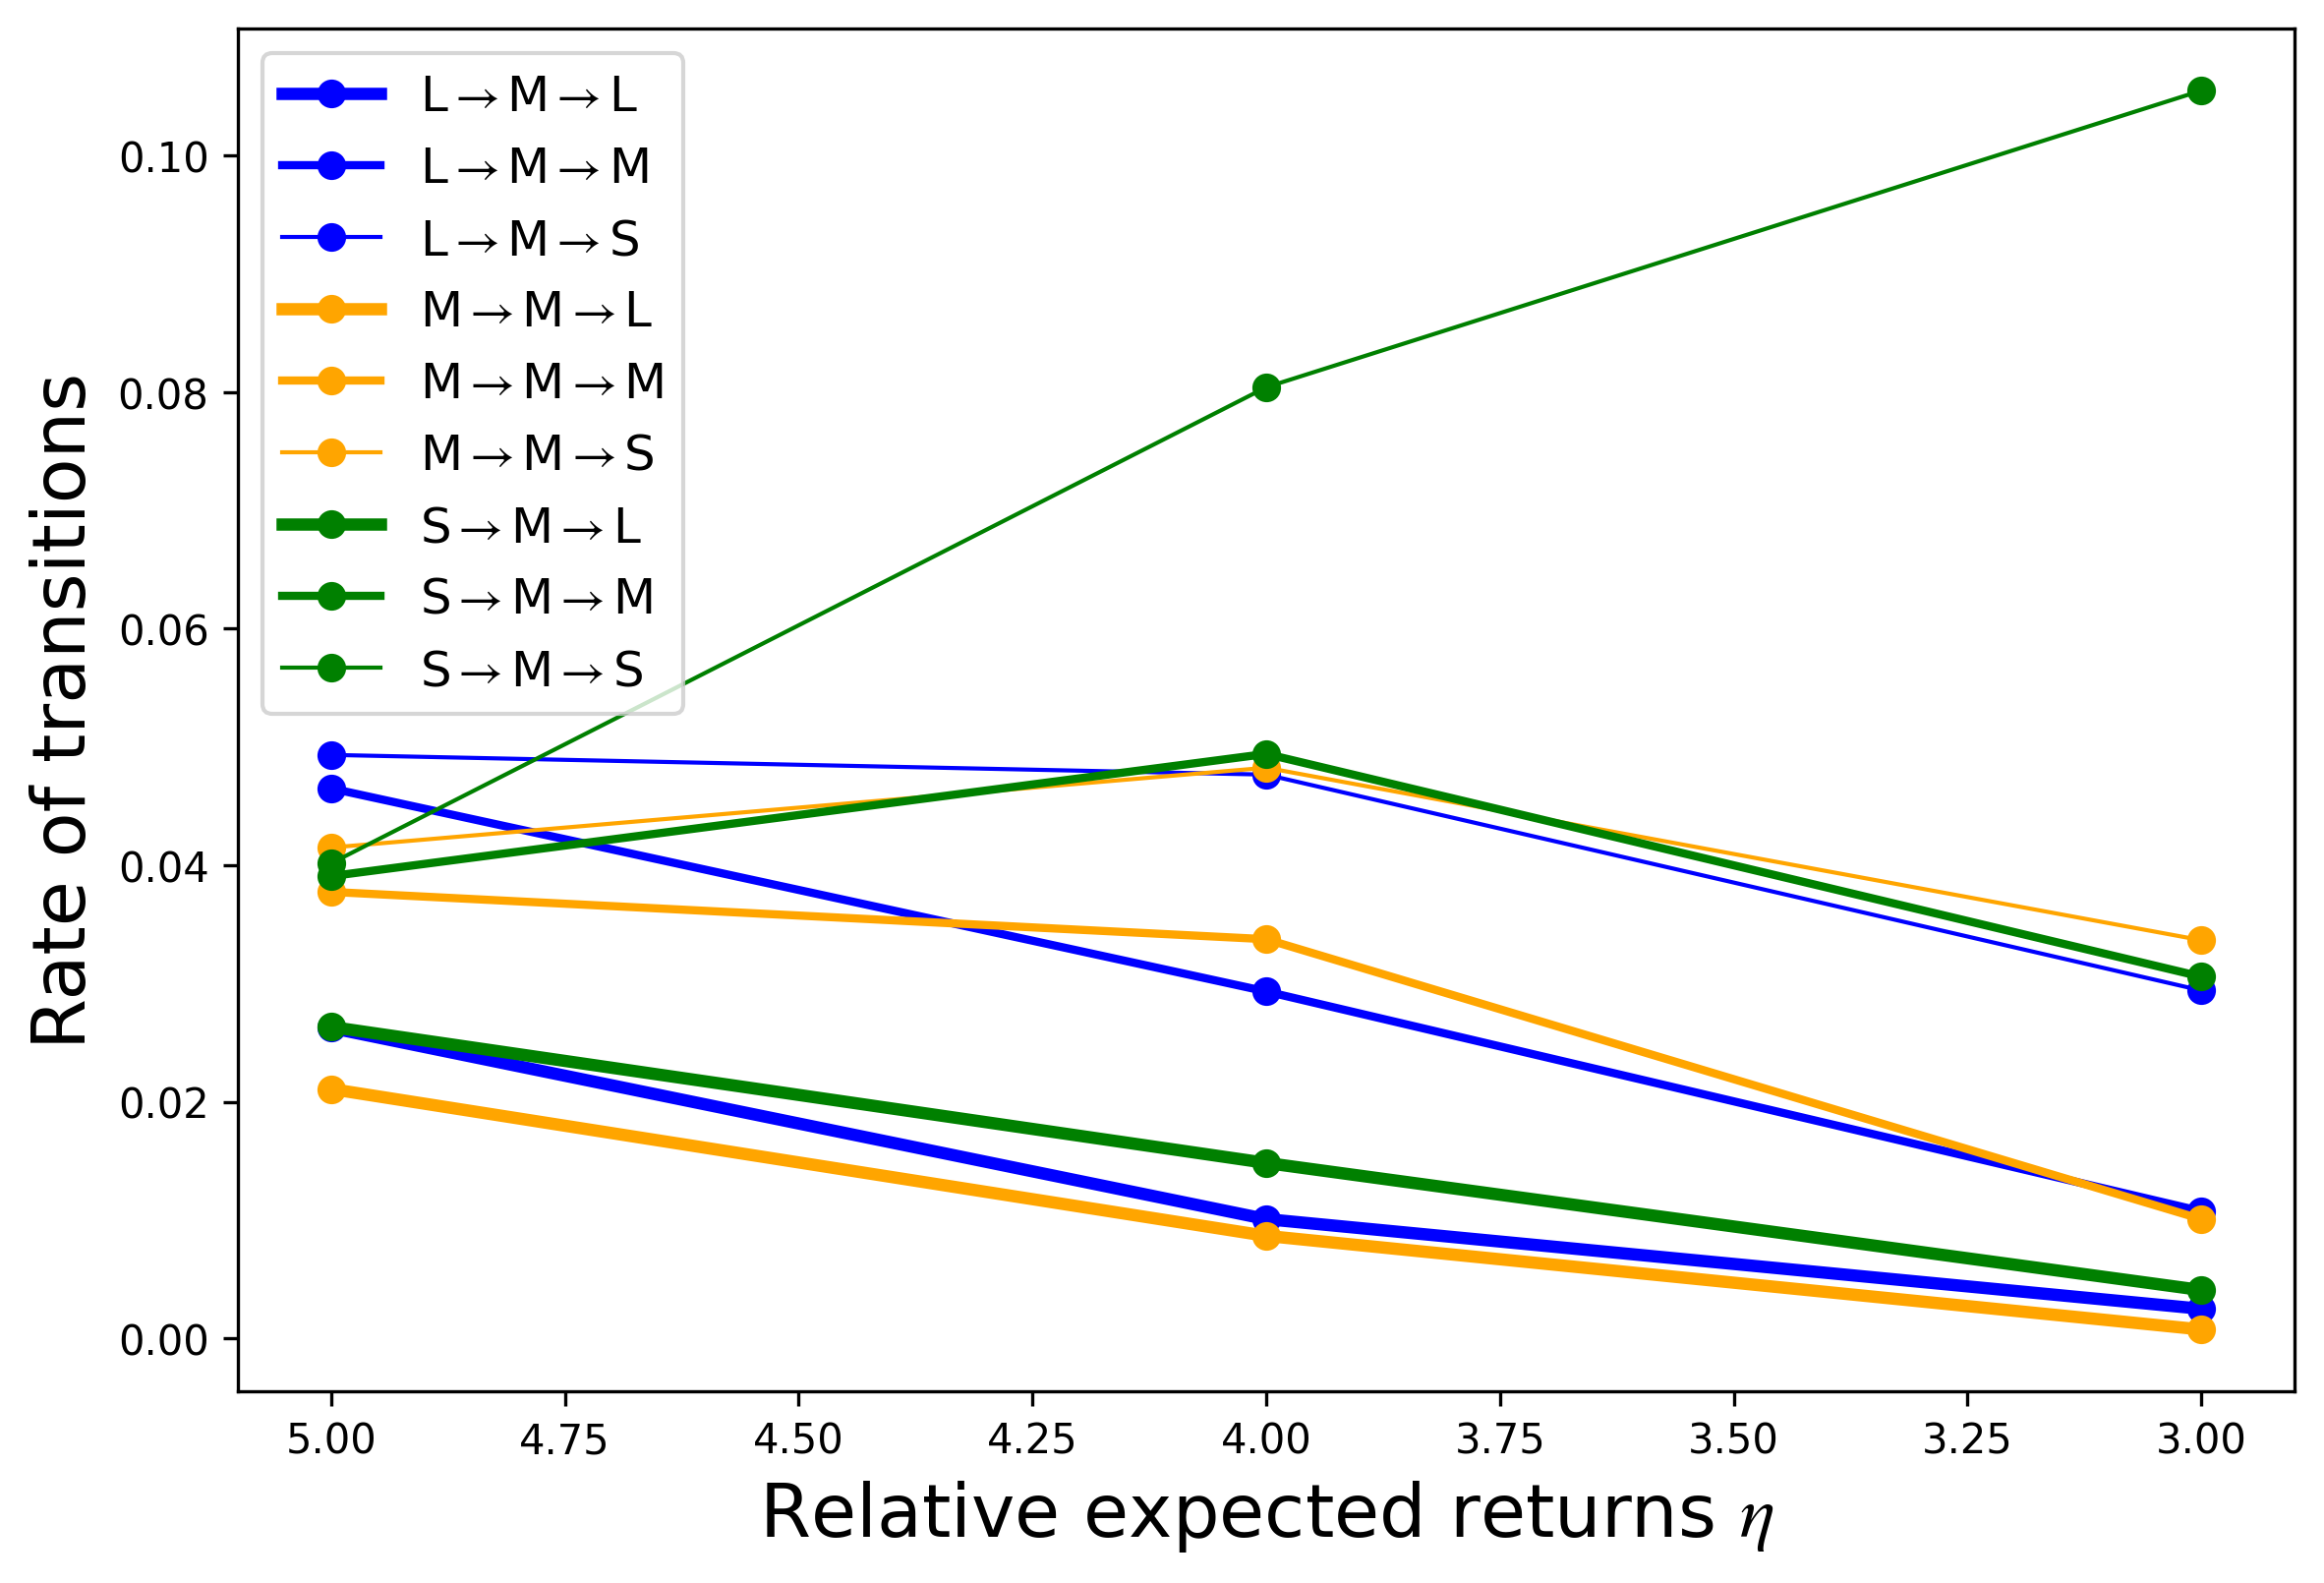 L→M→L
L→M→M
L→M→S
M→M→L
M→M→M
M→M→S
S→M→L
S→M→M
S→M→S
Rate of transitions
0.10
0.08
0.06
0.04
0.02
0.00
5.00 4.75 4.50 4.25 4.00 3.75 3.50 3.25 3.00
Relative expected returns η